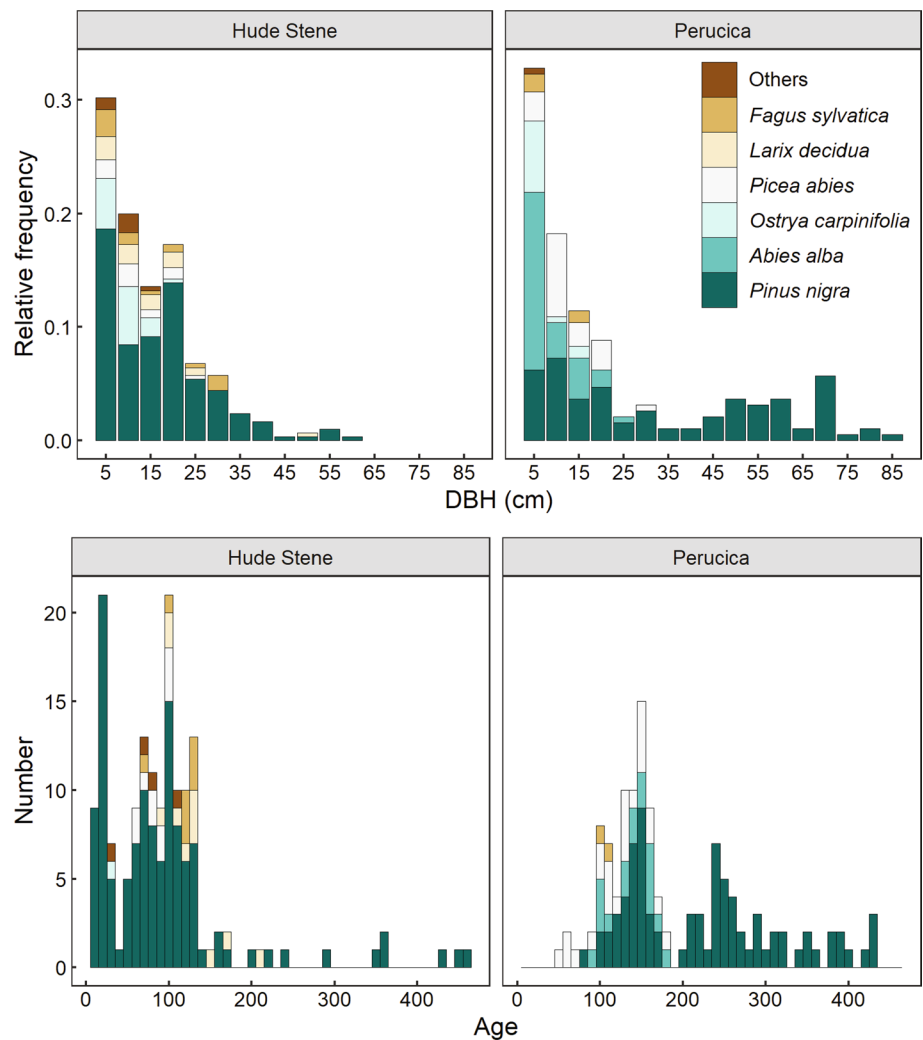 Hude Stene
Perucica
Relative frequency
0.3
0.2
0.1
0.0
Others
Fagus sylvatica
Larix decidua
Picea abies
Ostrya carpinifolia
Abies alba
Pinus nigra
5 15 25 35 45 55 65 75 85
5 15 25 35 45 55 65 75 85
DBH (cm)
Hude Stene
Perucica
Number
20
15
10
5
0
0 100 200 300 400
0 100 200 300 400
Age